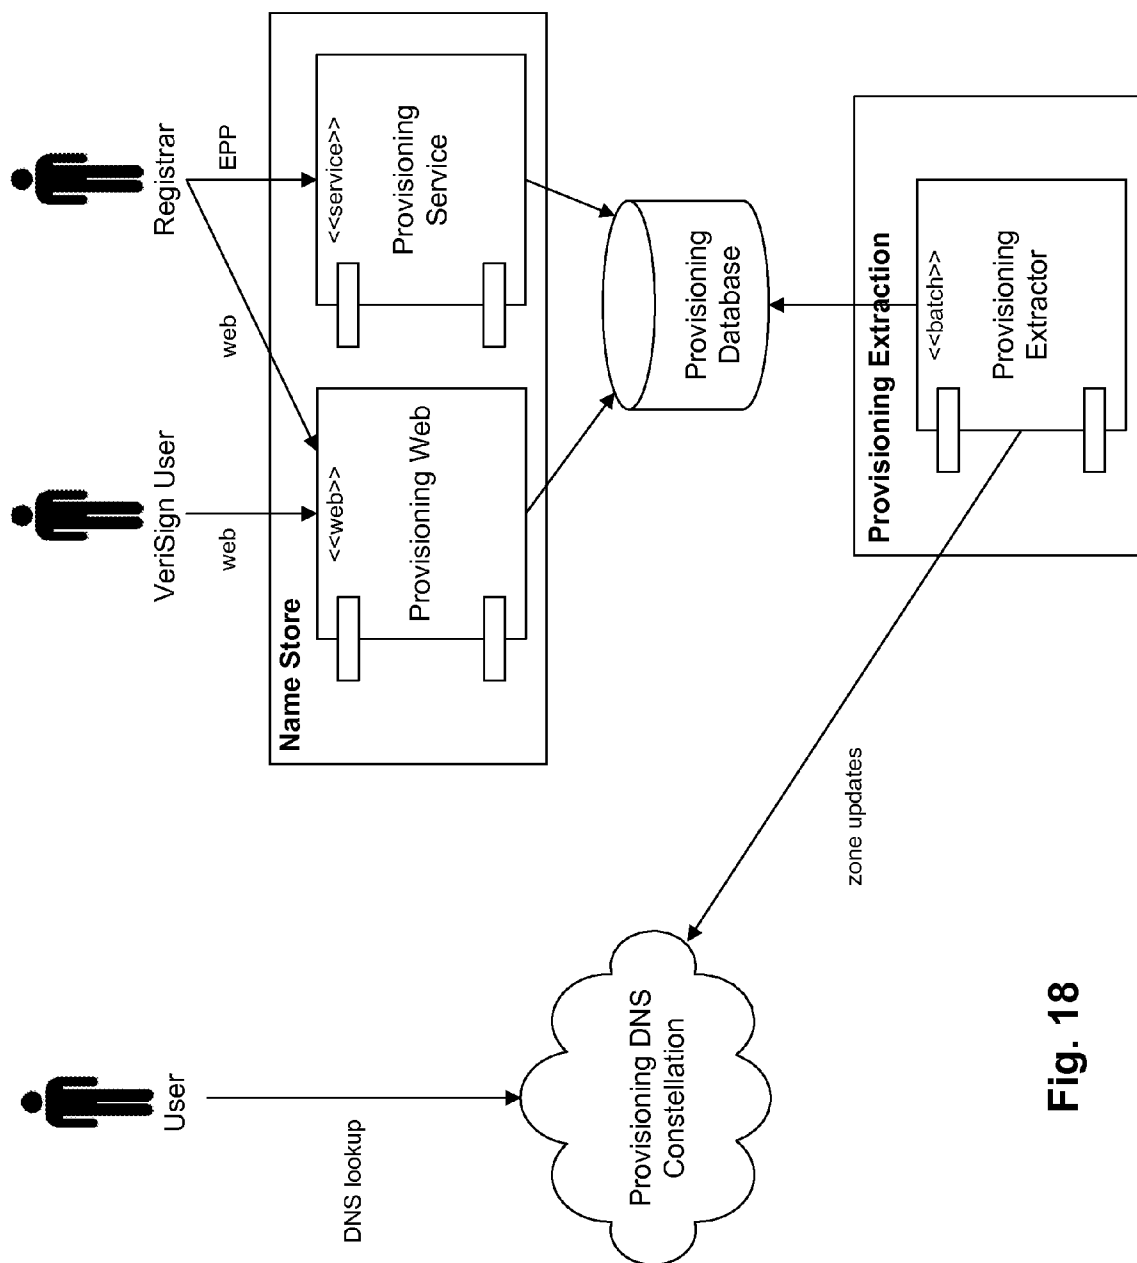 User
DNS lookup
Provisioning DNS
Constellation
VeriSign User
web
Registrar
web
EPP
Name Store
<<web>>
Provisioning Web
<<service>>
Provisioning
Service
Provisioning
Database
zone updates
Provisioning Extraction
<<batch>>
Provisioning
Extractor
Fig. 18